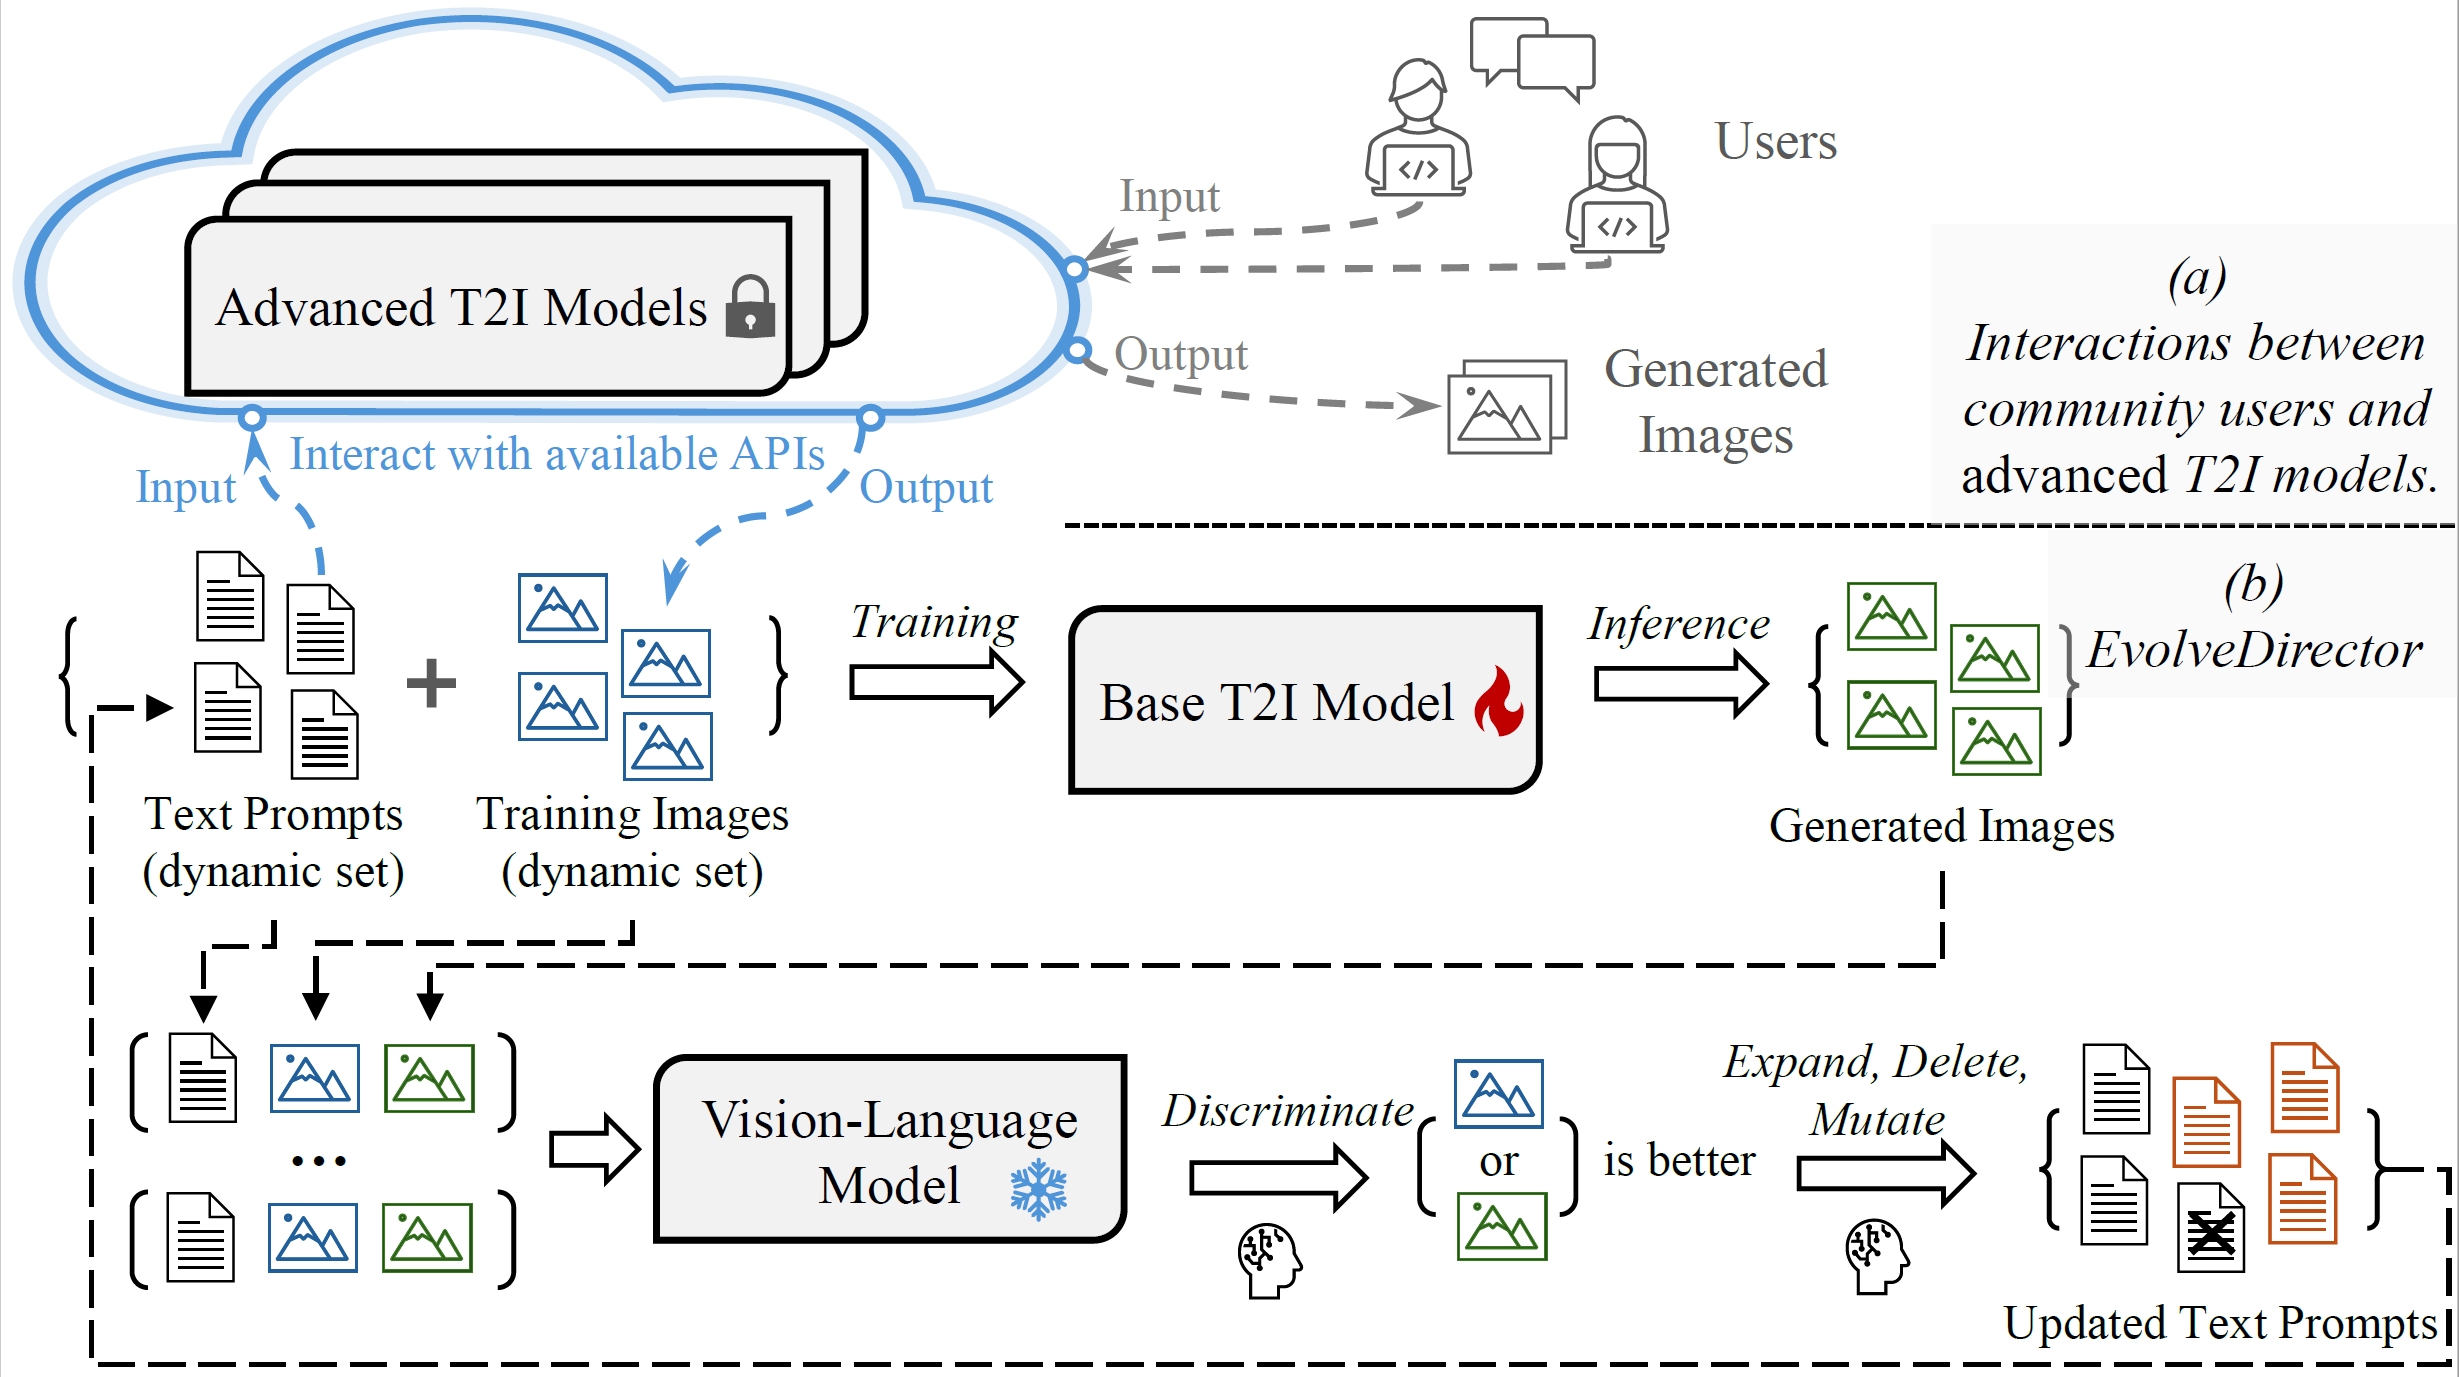 Advanced T2I Models
Users
Input
Output
Generated
Images
(a)
Interactions between
community users and
advanced T2I models.
Interact with available APIs
Input
Output
Text Prompts
(dynamic set)
Training Images
(dynamic set)
Training
Base T2I Model
Inference
Generated Images
(b)
EvolveDirector
...
Vision-Language
Model
Discriminate
or
is better
Expand, Delete,
Mutate
Updated Text Prompts